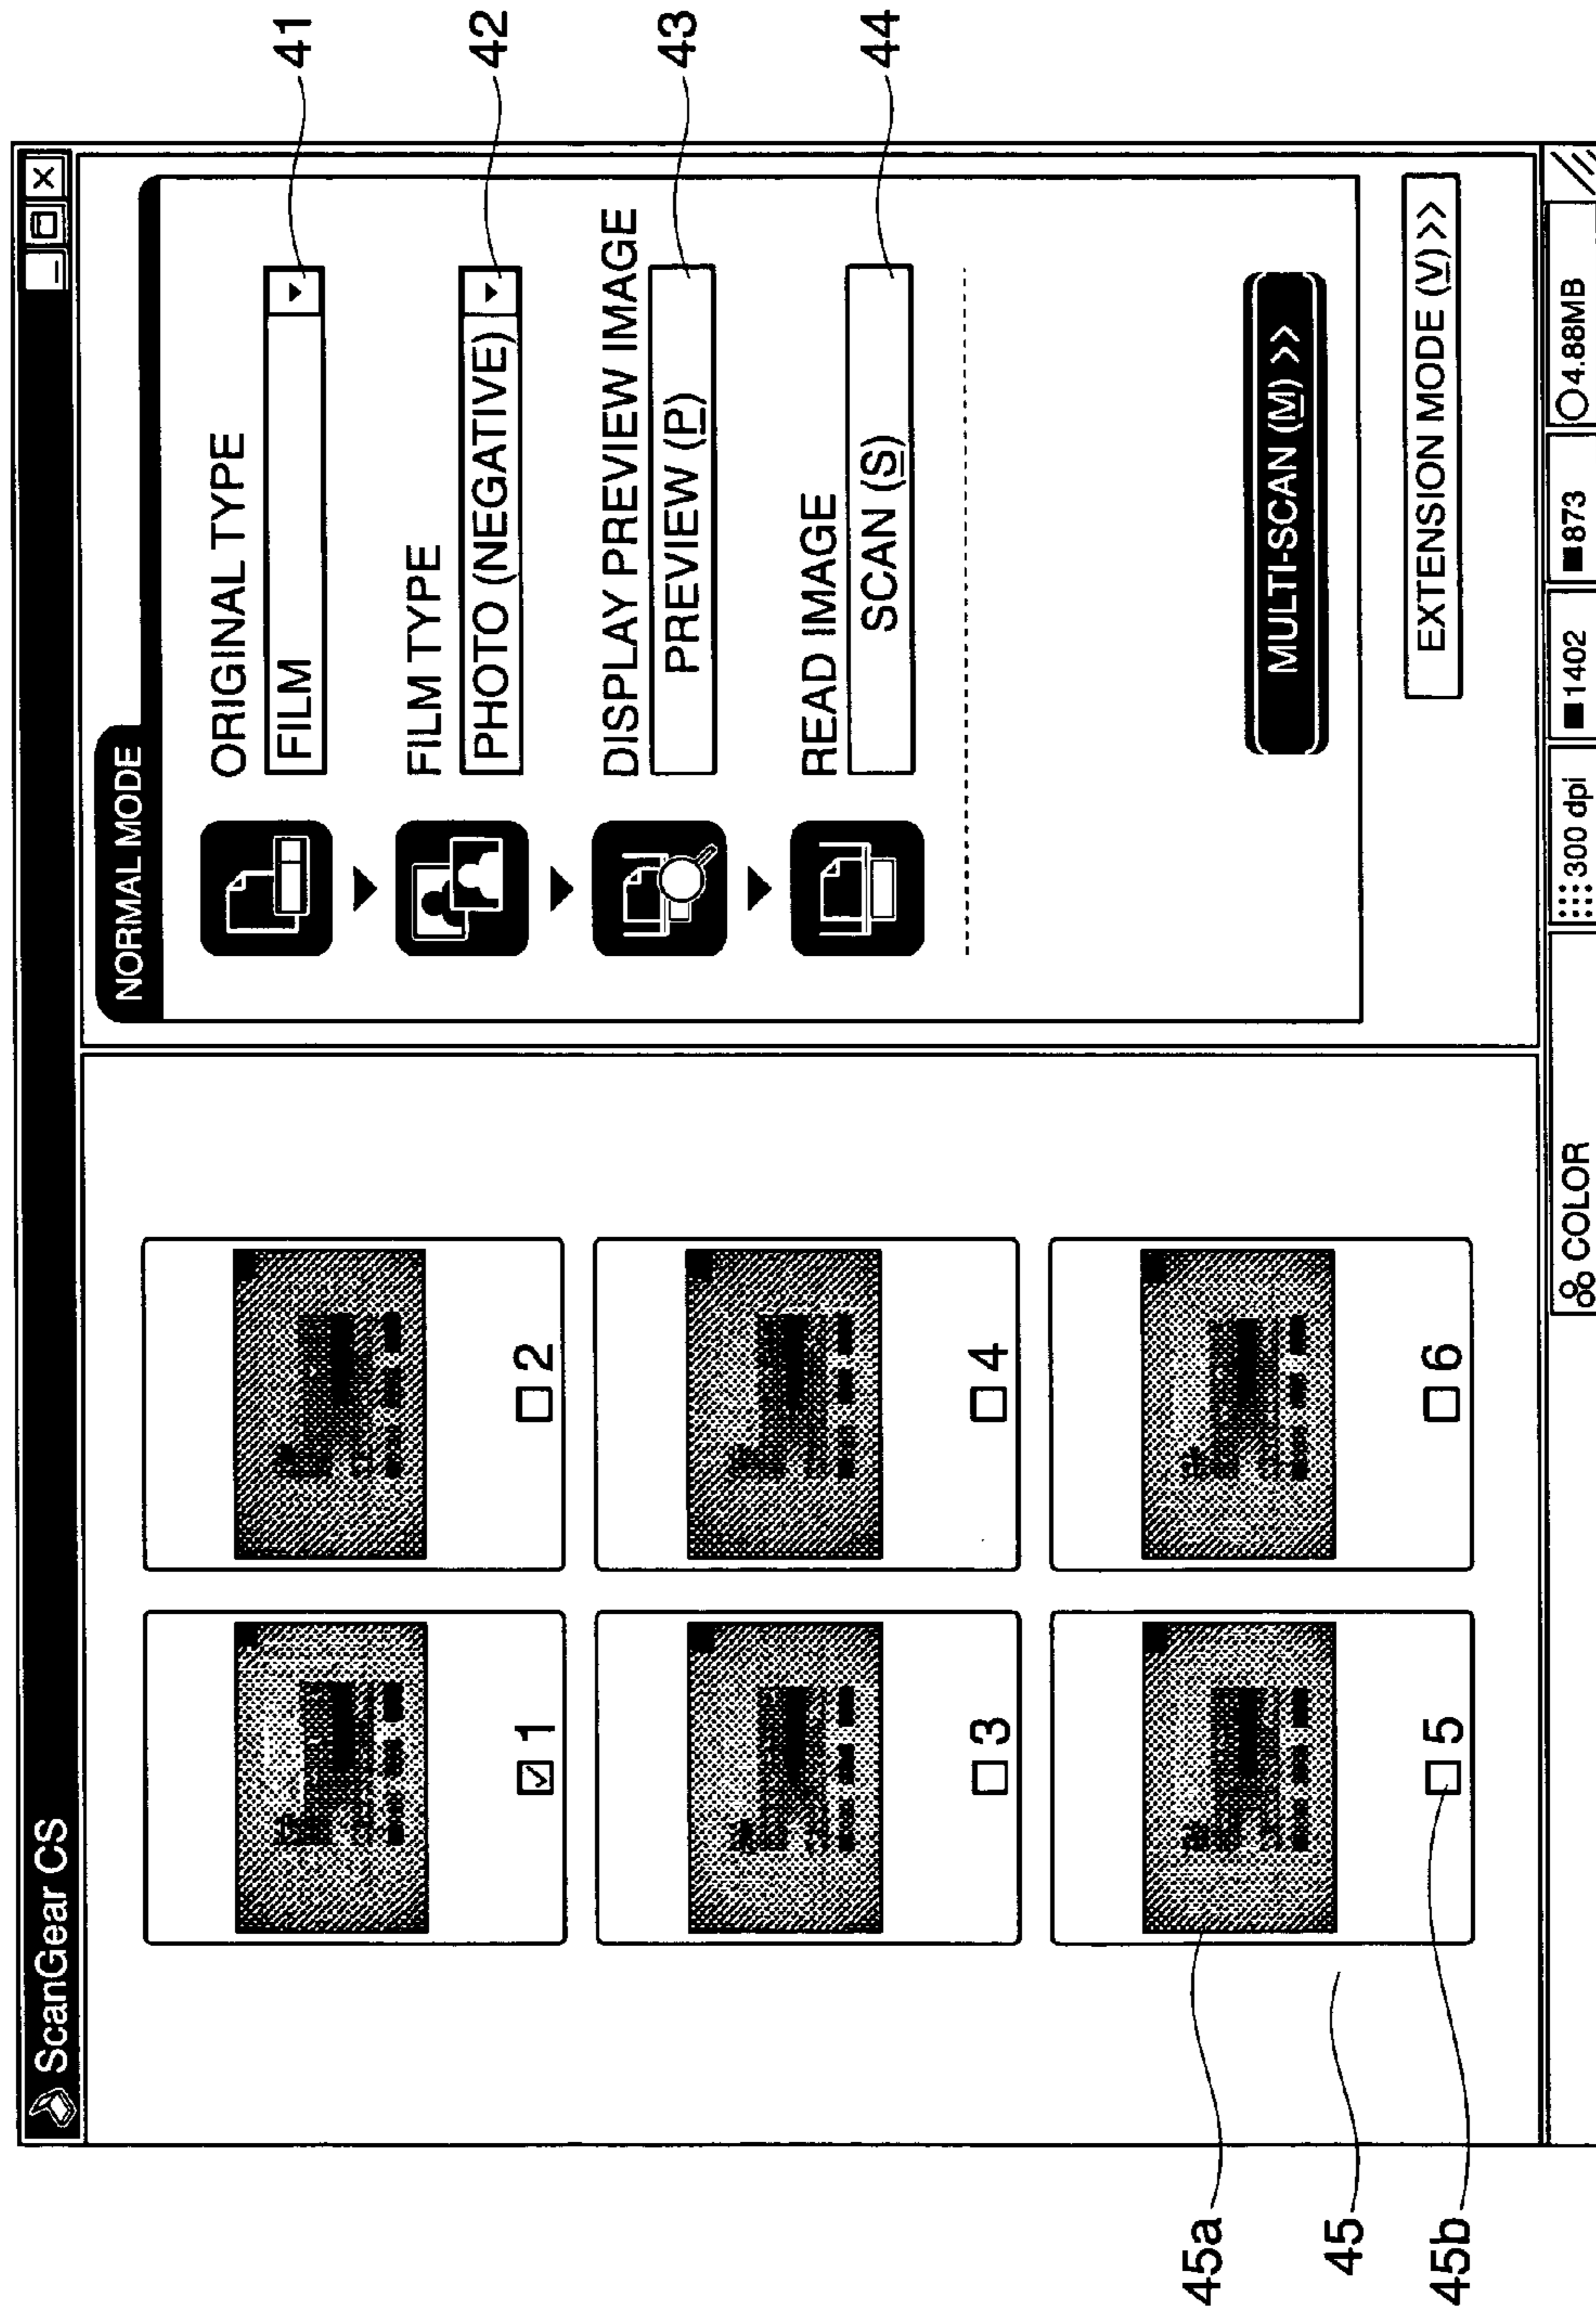 ScanGear CS
NORMAL MODE
ORIGINAL TYPE
FILM
41
FILM TYPE
PHOTO (NEGATIVE)
42
DISPLAY PREVIEW IMAGE
PREVIEW (P)
43
READ IMAGE
SCAN (S)
44
MULTI-SCAN (M) >>
EXTENSION MODE (V) >>
1
2
3
4
5
6
45a
45
45b
COLOR
300 dpi
1402
873
4.88MB